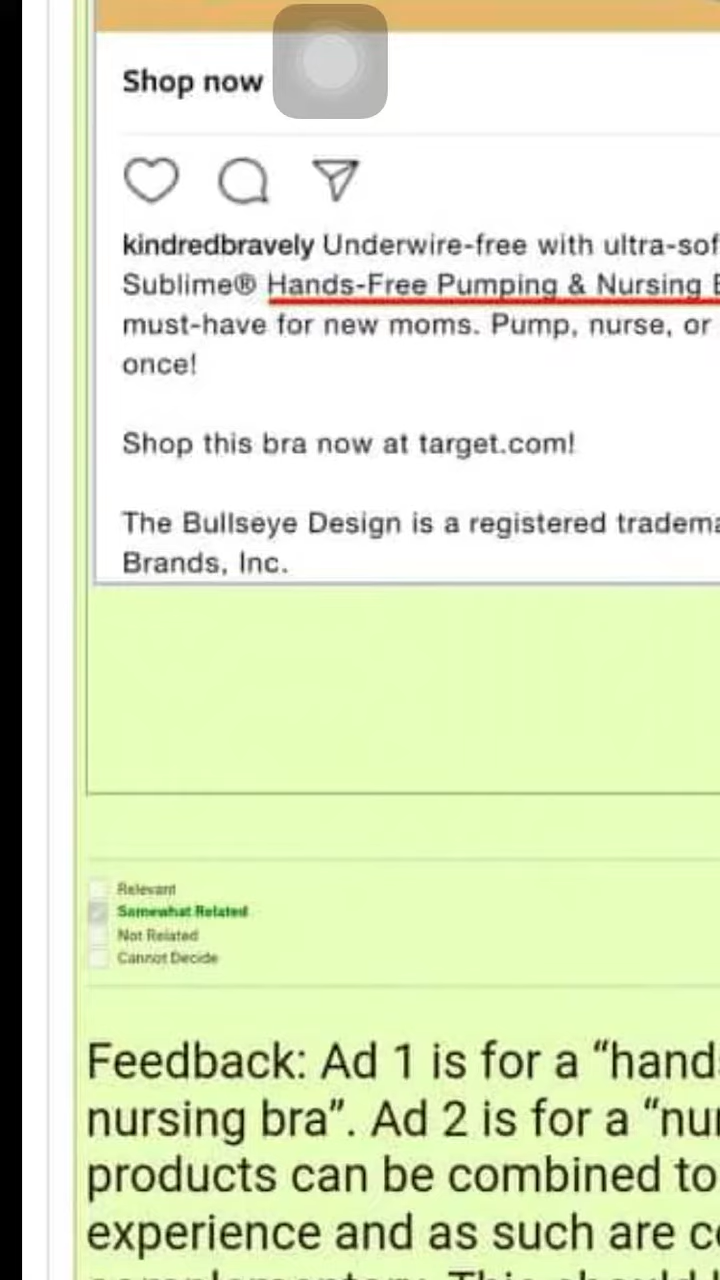 Shop now
kindredbravely Underwire-free with ultra-sof
Sublime® Hands-Free Pumping & Nursing
must-have for new moms. Pump, nurse, or
once!
Shop this bra now at target.com!
The Bullseye Design is a registered tradema
Brands, Inc.
Relevant
Somewhat Related
Not Related
Cannot Decide
Feedback: Ad 1 is for a “hand
nursing bra”. Ad 2 is for a “nu
products can be combined to
experience and as such are c